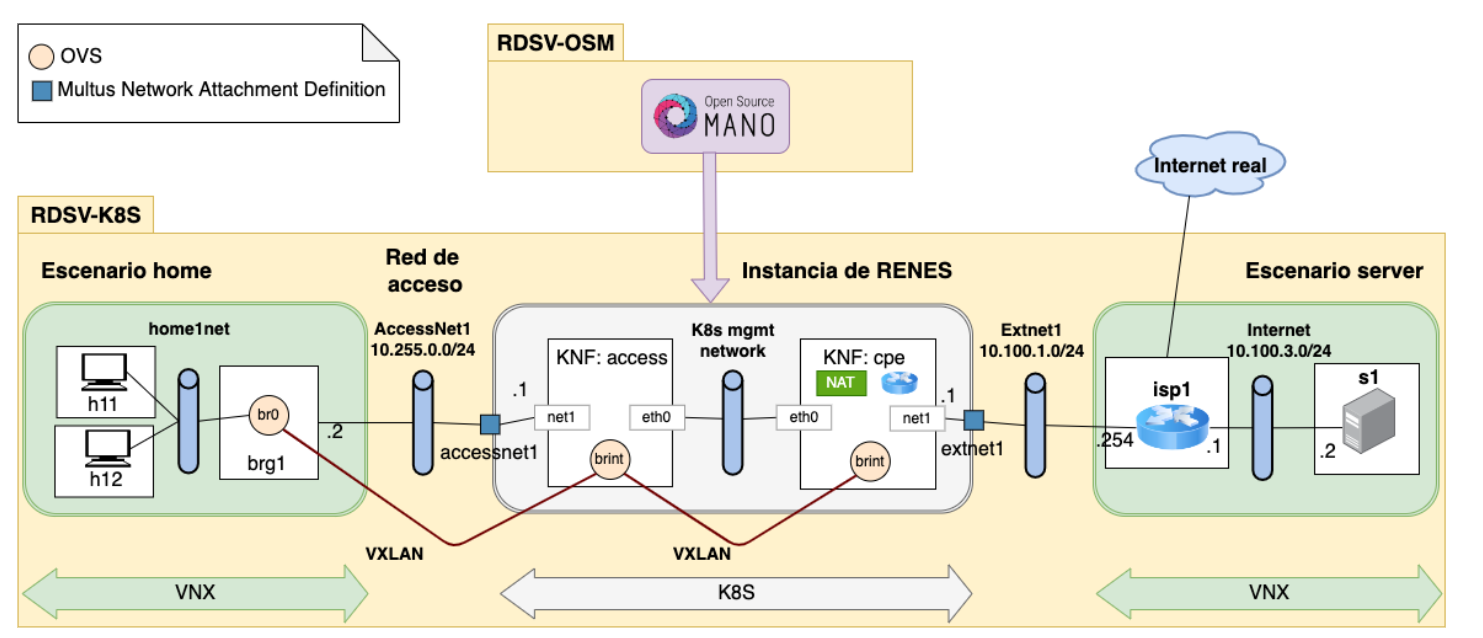 OVS
Multus Network Attachment Definition
RDSV-OSM
Open Source
MANO
Internet real
RDSV-K8S
Escenario home
Red de
acceso
Instancia de RENES
Escenario server
home1net
AccessNet1
10.255.0.0/24
K8s mgmt
network
Extnet1
10.100.1.0/24
Internet
10.100.3.0/24
h11
h12
br0
brg1
.2
.1
accessnet1
KNF: access
net1
eth0
brint
KNF: cpe
NAT
eth0
net1
brint
.1
extnet1
isp1
.254
.1
s1
.2
VXLAN
VXLAN
VNX
K8S
VNX